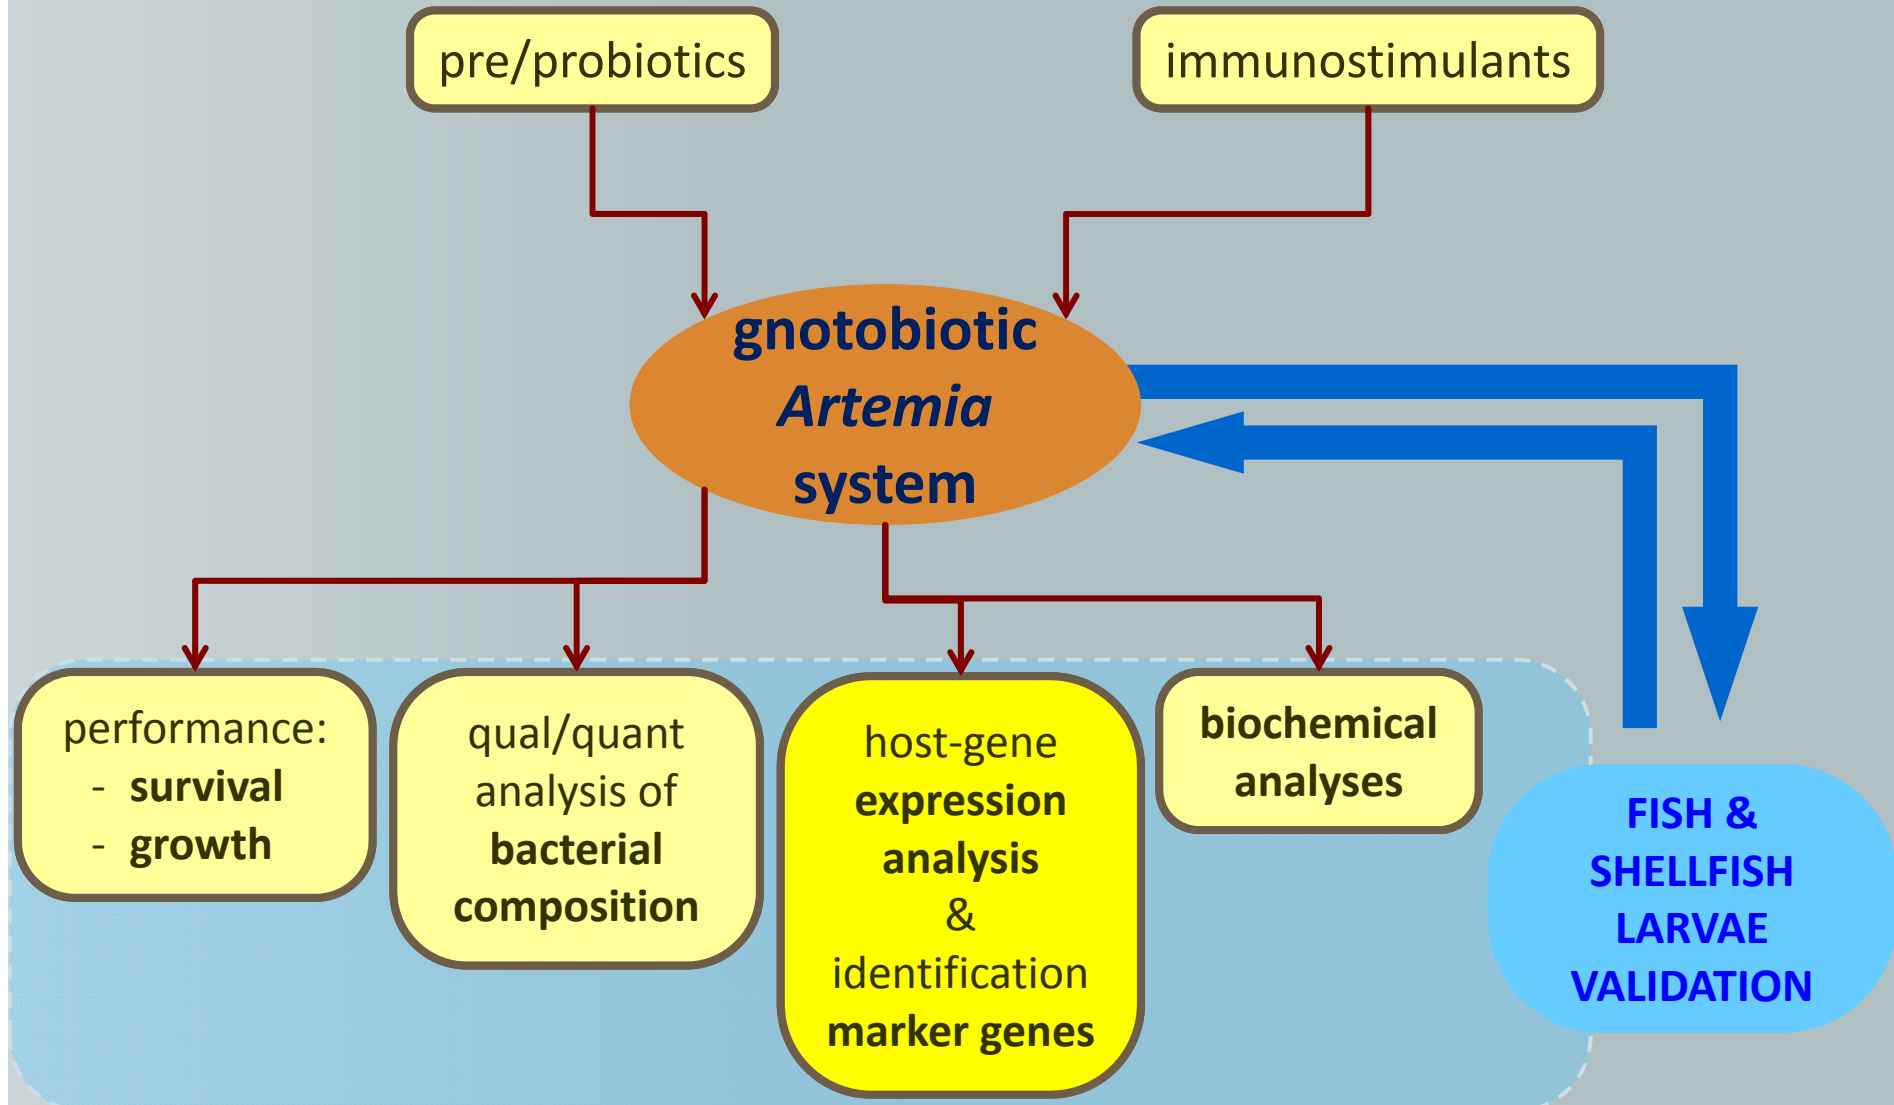 pre/probiotics
immunostimulants
gnotobiotic
Artemia
system
performance:
- survival
- growth
qual/quant
analysis of
bacterial
composition
host-gene
expression
analysis
&
identification
marker genes
biochemical
analyses
FISH &
SHELLFISH
LARVAE
VALIDATION